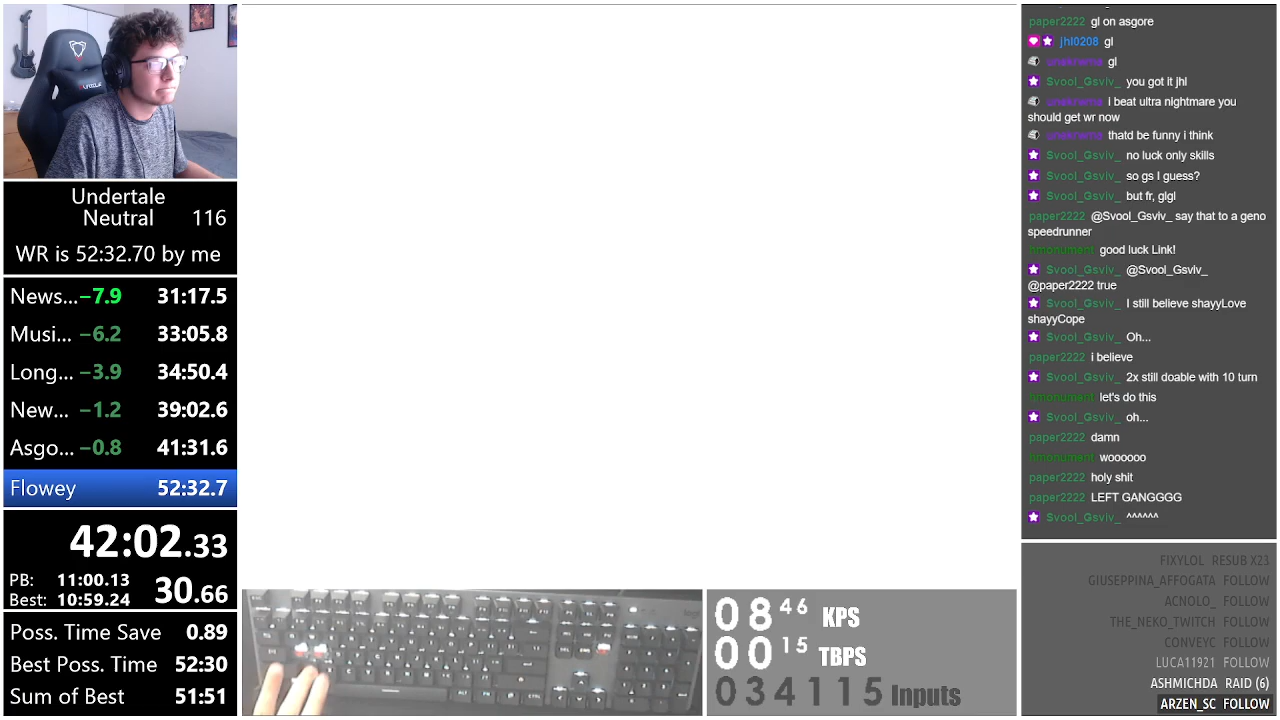 Undertale
Neutral 116
WR is 52:32.70 by me
News... −7.9 31:17.5
Musi... −6.2 33:05.8
Long... −3.9 34:50.4
New... −1.2 39:02.6
Asgo... −0.8 41:31.6
Flowey 52:32.7
42:02.33
PB: 11:00.13
Best: 10:59.24
30.66
Poss. Time Save 0.89
Best Poss. Time 52:30
Sum of Best 51:51
08 46 KPS
00 15 TBPS
034115 Inputs
paper2222 gl on asgore
jhl0208 gl
gl
Svool_Gsviv_ you got it jhl
i beat ultra nightmare you
should get wr now
thatd be funny i think
Svool_Gsviv_ no luck only skills
Svool_Gsviv_ so gs I guess?
Svool_Gsviv_ but fr, glgl
paper2222 @Svool_Gsviv_ say that to a geno
speedrunner
good luck Link!
Svool_Gsviv_ @Svool_Gsviv_
@paper2222 true
Svool_Gsviv_ I still believe shayyLove
shayyCope
Svool_Gsviv_ Oh...
paper2222 i believe
Svool_Gsviv_ 2x still doable with 10 turn
let's do this
Svool_Gsviv_ oh...
paper2222 damn
woooooo
paper2222 holy shit
paper2222 LEFT GANGGGG
Svool_Gsviv_ ^^^^^^
FIXYLOL RESUB X23
GIUSEPPINA_AFFOGATA FOLLOW
ACNOLO_ FOLLOW
THE_NEKO_TWITCH FOLLOW
CONVEYC FOLLOW
LUCA11921 FOLLOW
ASHMICHDA RAID (6)
ARZEN_SC FOLLOW